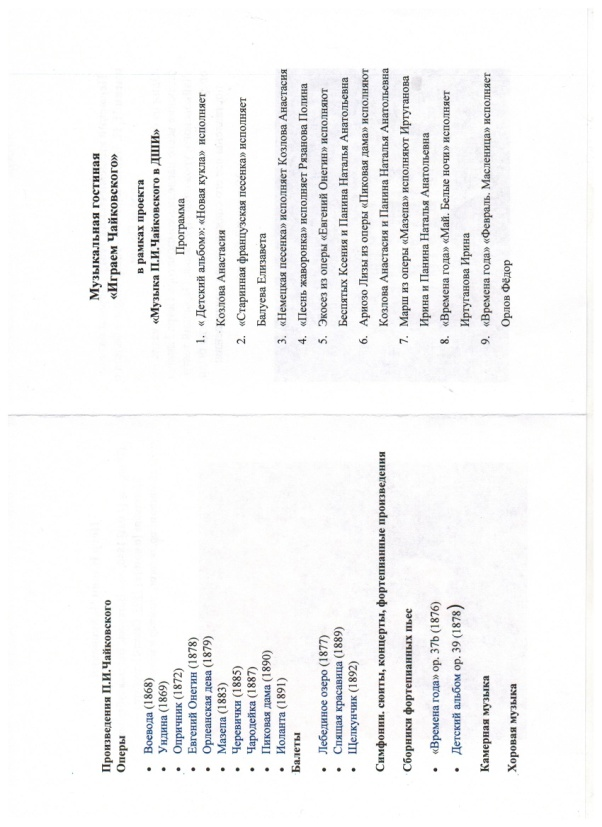 Произведения П.И.Чайковского
Оперы
• Воевода (1868)
• Ундина (1869)
• Опричник (1872)
• Евгений Онегин (1878)
• Орлеанская дева (1879)
• Мазепа (1883)
• Черевички (1885)
• Чародейка (1887)
• Пиковая дама (1890)
• Иоланта (1891)
Балеты
• Лебединое озеро (1877)
• Спящая красавица (1889)
• Щелкунчик (1892)
Симфонии. сюиты, концерты, фортепианные произведения
Сборники фортепианных пьес
• «Времена года» ор. 37b (1876)
• Детский альбом ор. 39 (1878)
Камерная музыка
Хоровая музыка
Музыкальная гостиная
«Играем Чайковского»
в рамках проекта
«Музыка П.И.Чайковского в ДШИ»
Программа
1. « Детский альбом»: «Новая кукла» исполняет
Козлова Анастасия
2. «Старинная французская песенка» исполняет
Балуева Елизавета
3. «Немецкая песенка» исполняет Козлова Анастасия
4. «Песнь жаворонка» исполняет Рязанова Полина
5. Экосез из оперы «Евгений Онегин» исполняют
Беспятых Ксения и Панина Наталья Анатольевна
6. Ариозо Лизы из оперы «Пиковая дама» исполняют
Козлова Анастасия и Панина Наталья Анатольевна
7. Марш из оперы «Мазепа» исполняют Иртуганова
Ирина и Панина Наталья Анатольевна
8. «Времена года» «Май. Белые ночи» исполняет
Иртуганова Ирина
9. «Времена года» «Февраль. Масленица» исполняет
Орлов Фёдор